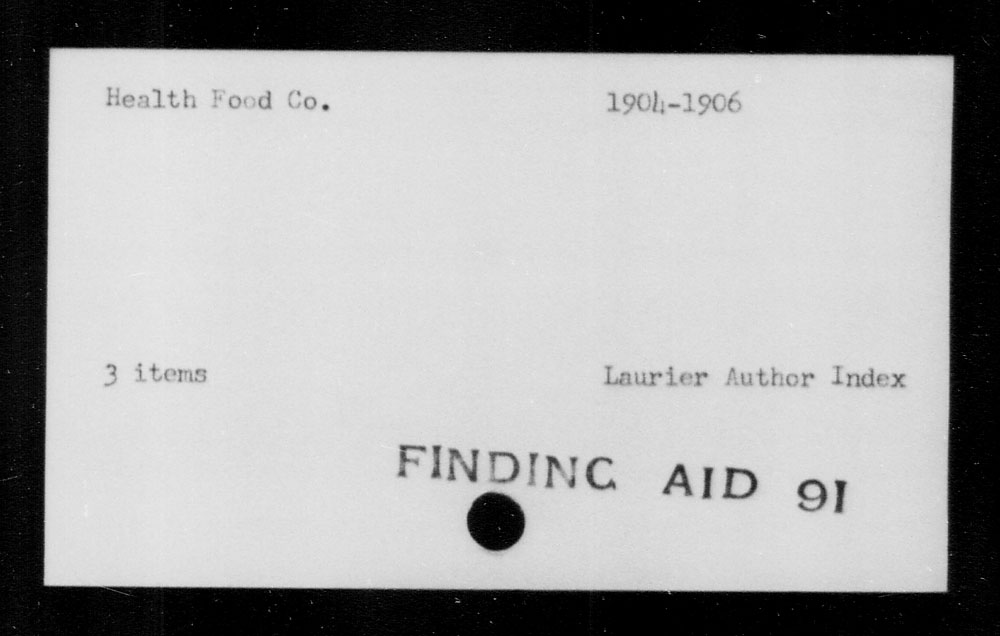 Health Food Co. 1904-1906
3 items Laurier Author Index
FINDING AID 91